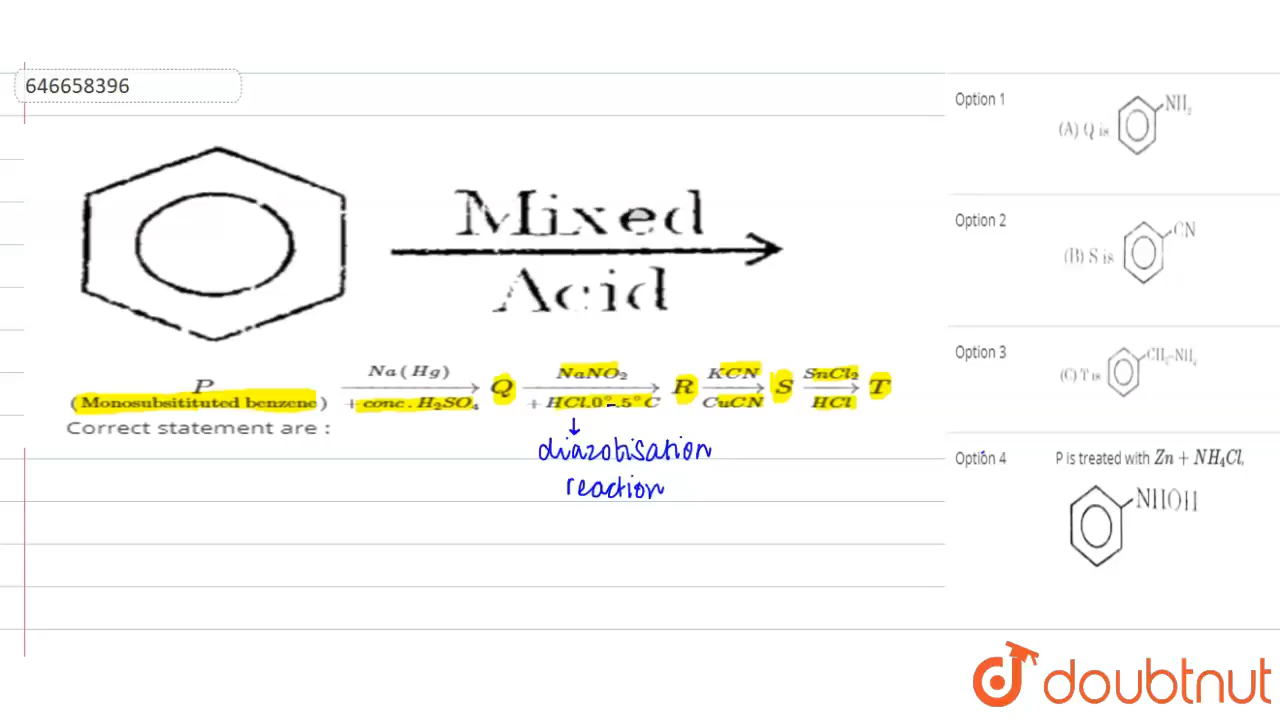 646658396
Mixed
Acid
P (Monosubsitituted benzene) Na(Hg) + conc. H₂SO₄ Q NaNO₂ + HCl.0°-.5°C R KCN CuCN S SnCl₂ HCl T
Correct statement are :
diazotisation
reaction
Option 1
(A) Q is NH₂
Option 2
(B) S is CN
Option 3
(C) T is CH₂-NH₂
Option 4 P is treated with Zn + NH₄Cl,
NHOH
doubtnut